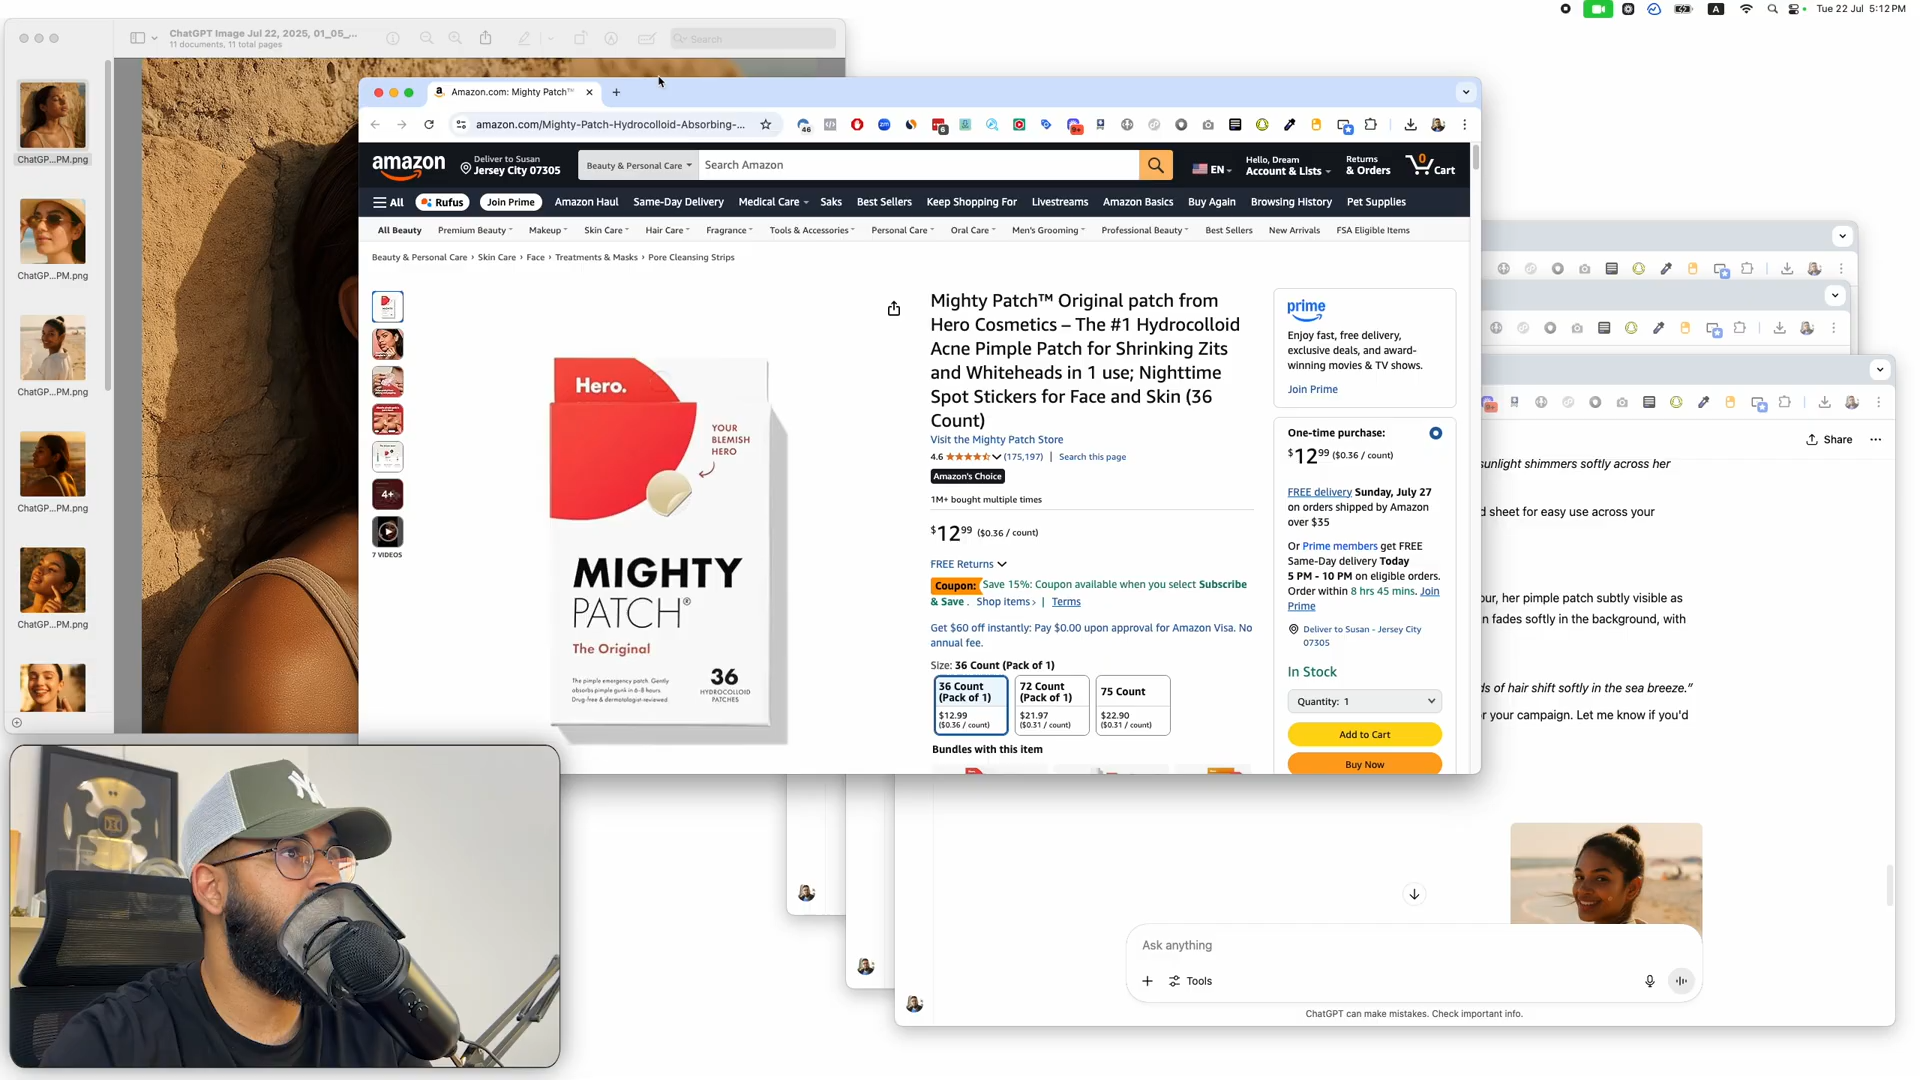 Tue 22 Jul 5:12 PM
ChatGPT Image Jul 22, 2025, 01_05_...
11 documents, 11 total pages
Search
ChatGP...PM.png
ChatGP...PM.png
ChatGP...PM.png
ChatGP...PM.png
ChatGP...PM.png
Amazon.com: Mighty Patch™
amazon.com/Mighty-Patch-Hydrocolloid-Absorbing-...
amazon
Deliver to Susan
Jersey City 07305
Beauty & Personal Care
Search Amazon
EN
Hello, Dream
Account & Lists
Returns
& Orders
0
Cart
All
Rufus
Join Prime
Amazon Haul
Same-Day Delivery
Medical Care
Saks
Best Sellers
Keep Shopping For
Livestreams
Amazon Basics
Buy Again
Browsing History
Pet Supplies
All Beauty
Premium Beauty
Makeup
Skin Care
Hair Care
Fragrance
Tools & Accessories
Personal Care
Oral Care
Men's Grooming
Professional Beauty
Best Sellers
New Arrivals
FSA Eligible Items
Beauty & Personal Care › Skin Care › Face › Treatments & Masks › Pore Cleansing Strips
4+
7 VIDEOS
Hero.
YOUR
BLEMISH
HERO
MIGHTY
PATCH®
The Original
The pimple emergency patch. Gently
absorbs pimple gunk in 6-8 hours.
Drug-free & dermatologist-reviewed.
36
HYDROCOLLOID
PATCHES
Mighty Patch™ Original patch from
Hero Cosmetics – The #1 Hydrocolloid
Acne Pimple Patch for Shrinking Zits
and Whiteheads in 1 use; Nighttime
Spot Stickers for Face and Skin (36
Count)
Visit the Mighty Patch Store
4.6 (175,197) | Search this page
Amazon's Choice
1M+ bought multiple times
$12.99 ($0.36 / count)
FREE Returns
Coupon: Save 15%: Coupon available when you select Subscribe
& Save . Shop items› | Terms
Get $60 off instantly: Pay $0.00 upon approval for Amazon Visa. No
annual fee.
Size: 36 Count (Pack of 1)
36 Count
(Pack of 1)
$12.99
($0.36 / count)
72 Count
(Pack of 1)
$21.97
($0.31 / count)
75 Count
$22.90
($0.31 / count)
Bundles with this item
prime
Enjoy fast, free delivery,
exclusive deals, and award-
winning movies & TV shows.
Join Prime
One-time purchase:
$12.99 ($0.36 / count)
FREE delivery Sunday, July 27
on orders shipped by Amazon
over $35
Or Prime members get FREE
Same-Day delivery Today
5 PM - 10 PM on eligible orders.
Order within 8 hrs 45 mins. Join
Prime
Deliver to Susan - Jersey City
07305
In Stock
Quantity: 1
Add to Cart
Buy Now
Share
sunlight shimmers softly across her
d sheet for easy use across your
our, her pimple patch subtly visible as
n fades softly in the background, with
ds of hair shift softly in the sea breeze.”
or your campaign. Let me know if you'd
Ask anything
Tools
ChatGPT can make mistakes. Check important info.